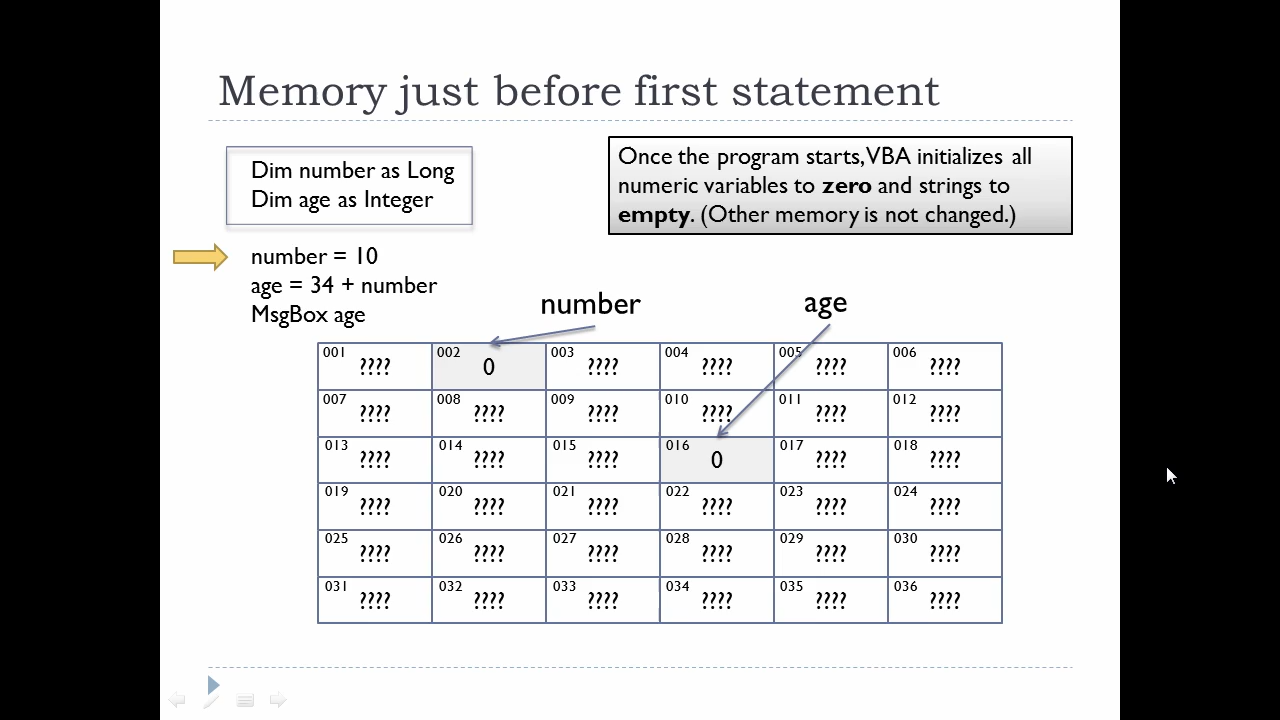 Memory just before first statement
Dim number as Long
Dim age as Integer
Once the program starts, VBA initializes all
numeric variables to zero and strings to
empty. (Other memory is not changed.)
number = 10
age = 34 + number
MsgBox age
number age
001 ???? 002 0 003 ???? 004 ???? 005 ???? 006 ????
007 ???? 008 ???? 009 ???? 010 ???? 011 ???? 012 ????
013 ???? 014 ???? 015 ???? 016 0 017 ???? 018 ????
019 ???? 020 ???? 021 ???? 022 ???? 023 ???? 024 ????
025 ???? 026 ???? 027 ???? 028 ???? 029 ???? 030 ????
031 ???? 032 ???? 033 ???? 034 ???? 035 ???? 036 ????